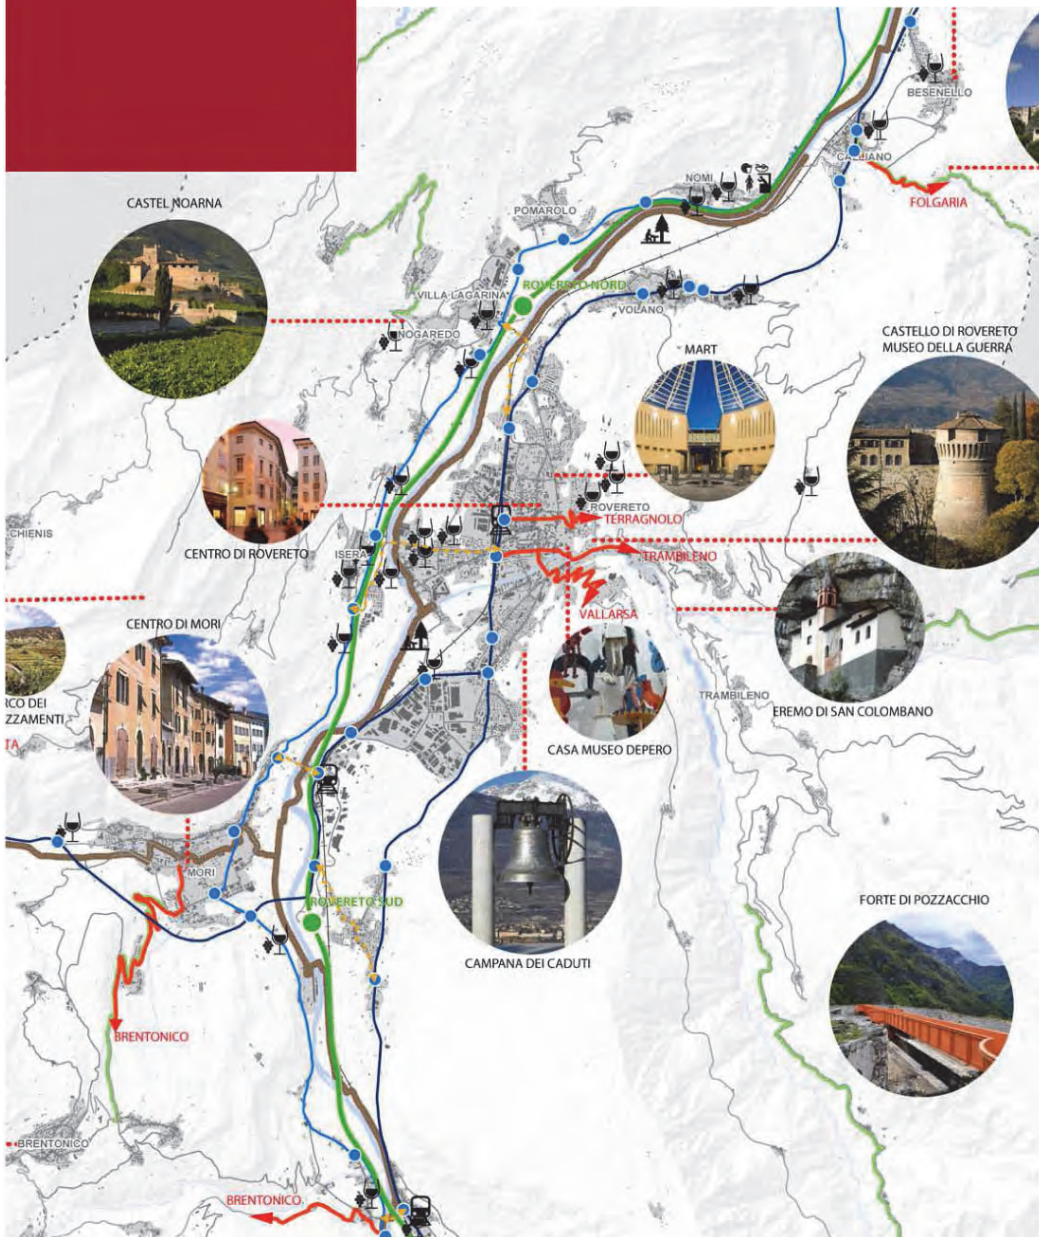 BESENELLO
CALLIANO
FOLGARIA
NOMI
POMAROLO
CASTEL NOARNA
ROVERETO NORD
VILLA LAGARINA
NOGAREDO
VOLANO
CASTELLO DI ROVERETO
MUSEO DELLA GUERRA
MART
ROVERETO
TERRAGNOLO
CENTRO DI ROVERETO
ISERA
TRAMBILENO
CHIENIS
VALLARSA
CENTRO DI MORI
EREMO DI SAN COLOMBANO
TRAMBILENO
RCO DEI
ZZAMENTI
TA
CASA MUSEO DEPERO
MORI
ROVERETO SUD
FORTE DI POZZACCHIO
CAMPANA DEI CADUTI
BRENTONICO
BRENTONICO
BRENTONICO